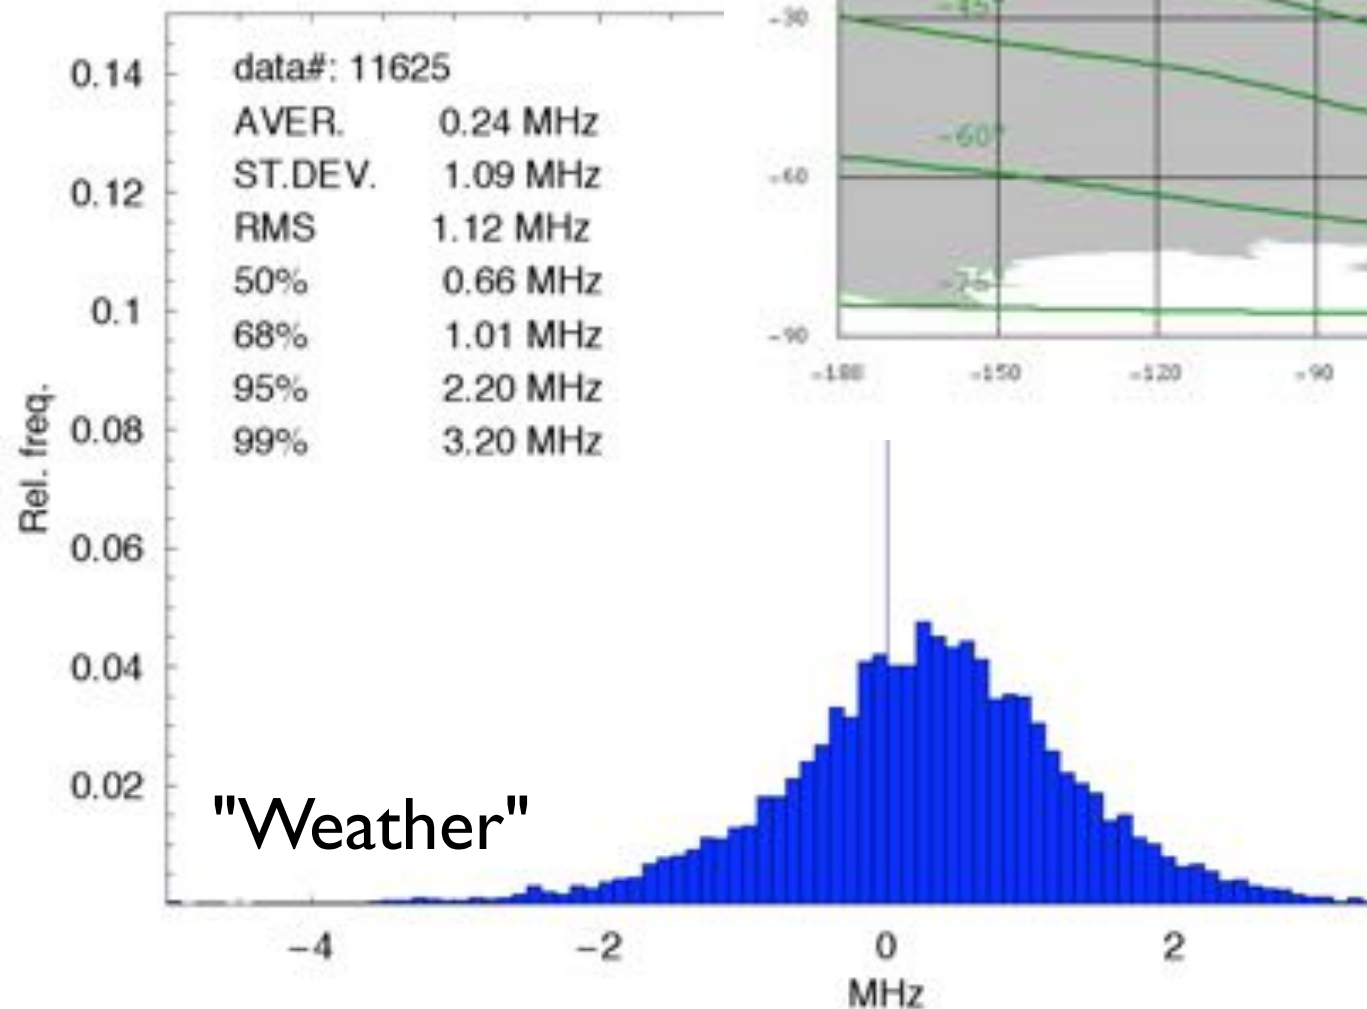 data#: 11625
AVER. 0.24 MHz
ST.DEV. 1.09 MHz
RMS 1.12 MHz
50% 0.66 MHz
68% 1.01 MHz
95% 2.20 MHz
99% 3.20 MHz
0.14
0.12
0.1
0.08
0.06
0.04
0.02
Rel. freq.
"Weather"
−4 −2 0 2
MHz
-45°
-30
-60°
-60
-75
-90
-180 -150 -120 -90